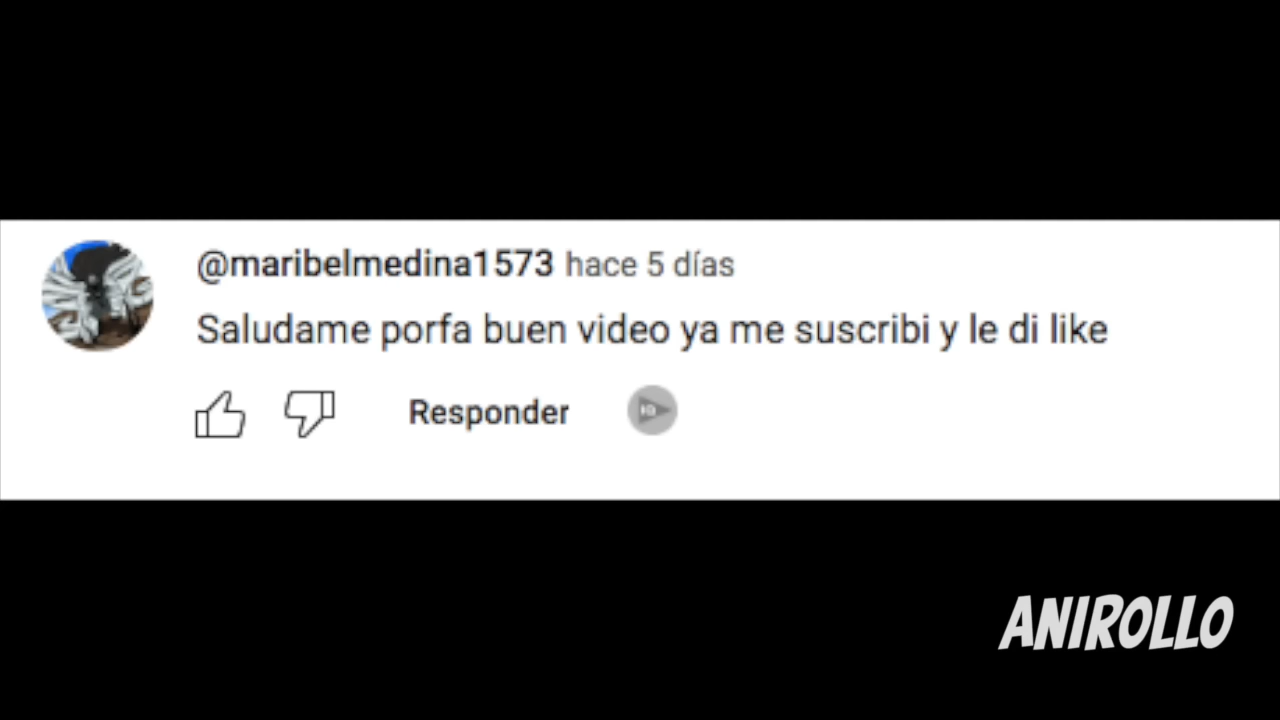 @maribelmedina1573 hace 5 días
Saludame porfa buen video ya me suscribi y le di like
Responder
ANIROLLO